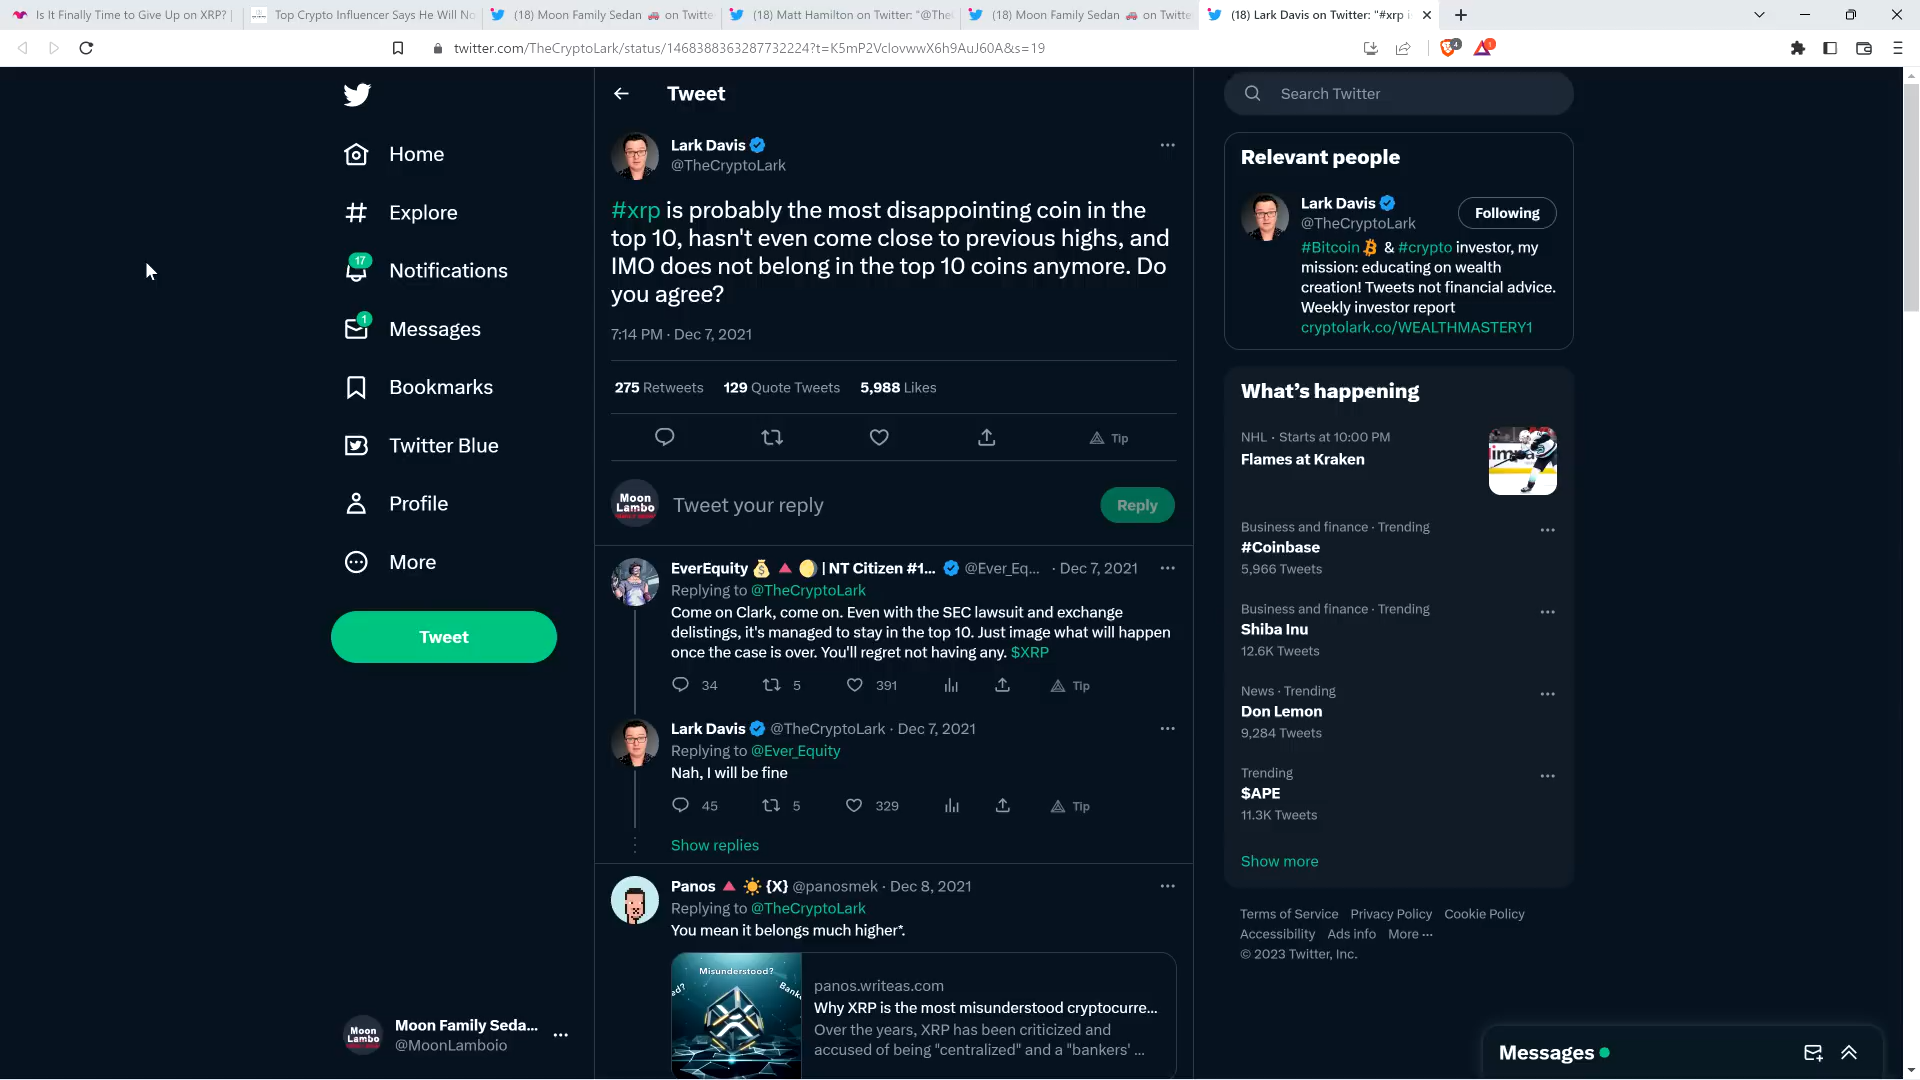 Is It Finally Time to Give Up on XRP? |
Top Crypto Influencer Says He Will No
(18) Moon Family Sedan 🚗 on Twitte
(18) Matt Hamilton on Twitter: "@The
(18) Moon Family Sedan 🚗 on Twitte
(18) Lark Davis on Twitter: "#xrp i
twitter.com/TheCryptoLark/status/1468388363287732224?t=K5mP2VclovwwX6h9AuJ60A&s=19
4
1
Home
Explore
17
Notifications
1
Messages
Bookmarks
Twitter Blue
Profile
More
Tweet
Moon
Lambo
Moon Family Seda...
@MoonLamboio
Tweet
Lark Davis
@TheCryptoLark
#xrp is probably the most disappointing coin in the
top 10, hasn't even come close to previous highs, and
IMO does not belong in the top 10 coins anymore. Do
you agree?
7:14 PM · Dec 7, 2021
275 Retweets 129 Quote Tweets 5,988 Likes
Tip
Moon
Lambo
Tweet your reply
Reply
EverEquity 💰 🔺 🌖 | NT Citizen #1... @Ever_Eq... · Dec 7, 2021
Replying to @TheCryptoLark
Come on Clark, come on. Even with the SEC lawsuit and exchange
delistings, it's managed to stay in the top 10. Just image what will happen
once the case is over. You'll regret not having any. $XRP
34 5 391 Tip
Lark Davis @TheCryptoLark · Dec 7, 2021
Replying to @Ever_Equity
Nah, I will be fine
45 5 329 Tip
Show replies
Panos 🔺 ☀️ {X} @panosmek · Dec 8, 2021
Replying to @TheCryptoLark
You mean it belongs much higher*.
Misunderstood?
panos.writeas.com
Why XRP is the most misunderstood cryptocurre...
Over the years, XRP has been criticized and
accused of being "centralized" and a "bankers' ...
Search Twitter
Relevant people
Lark Davis
@TheCryptoLark
Following
#Bitcoin & #crypto investor, my
mission: educating on wealth
creation! Tweets not financial advice.
Weekly investor report
cryptolark.co/WEALTHMASTERY1
What's happening
NHL · Starts at 10:00 PM
Flames at Kraken
Business and finance · Trending
#Coinbase
5,966 Tweets
Business and finance · Trending
Shiba Inu
12.6K Tweets
News · Trending
Don Lemon
9,284 Tweets
Trending
$APE
11.3K Tweets
Show more
Terms of Service Privacy Policy Cookie Policy
Accessibility Ads info More ···
© 2023 Twitter, Inc.
Messages